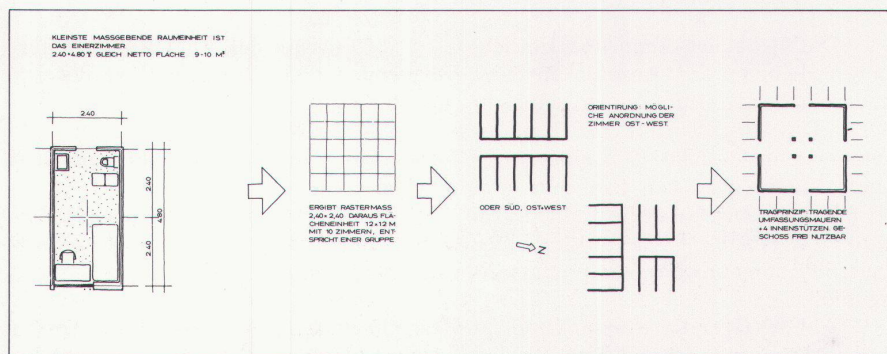 KLEINSTE MASSGEBENDE RAUMEINHEIT IST
DAS EINERZIMMER
2.40×4.80 GLEICH NETTO FLÄCHE 9-10 M²
2.40
2.40
2.40
4.80
ERGIBT RASTERMASS
2,40×2,40 DARAUS FLÄ-
CHENEINHEIT 12×12 M
MIT 10 ZIMMERN, ENT-
SPRICHT EINER GRUPPE
ORIENTIRUNG: MÖGLI-
CHE ANORDNUNG DER
ZIMMER OST-WEST
ODER SÜD, OST+WEST
N
TRAGPRINZIP TRAGENDE
UMFASSUNGSMAUERN
+4 INNENSTÜTZEN. GE-
SCHOSS FREI NUTZBAR